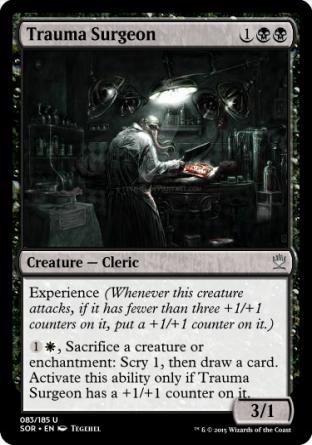 Trauma Surgeon 1
Creature — Cleric
Experience (Whenever this creature
attacks, if it has fewer than three +1/+1
counters on it, put a +1/+1 counter on it.)
1, Sacrifice a creature or
enchantment: Scry 1, then draw a card.
Activate this ability only if Trauma
Surgeon has a +1/+1 counter on it.
3/1
083/185 U
SOR • EN TEGEHEL
™ & © 2015 Wizards of the Coast